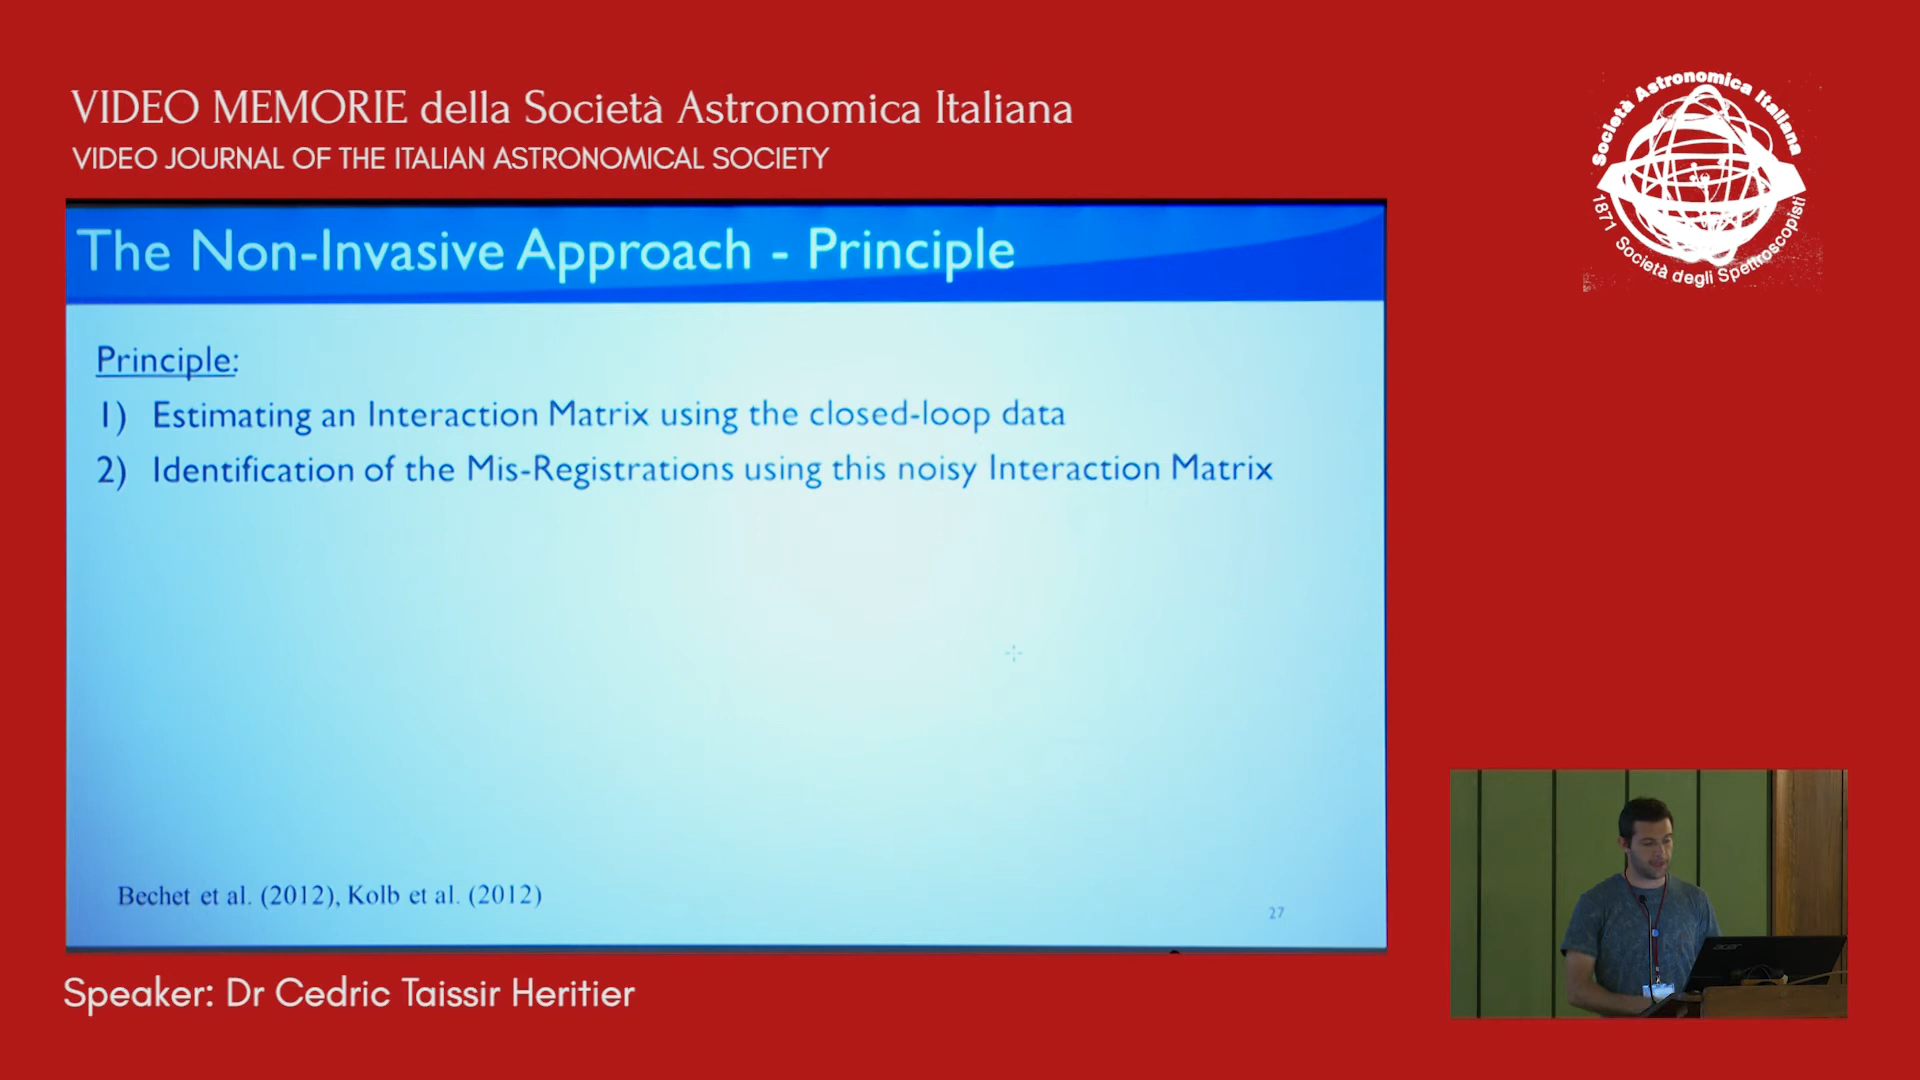 VIDEO MEMORIE della Società Astronomica Italiana
VIDEO JOURNAL OF THE ITALIAN ASTRONOMICAL SOCIETY
Società Astronomica Italiana
1871 Società degli Spettroscopisti
The Non-Invasive Approach - Principle
Principle:
1) Estimating an Interaction Matrix using the closed-loop data
2) Identification of the Mis-Registrations using this noisy Interaction Matrix
Bechet et al. (2012), Kolb et al. (2012)
27
acer
Speaker: Dr Cedric Taissir Heritier